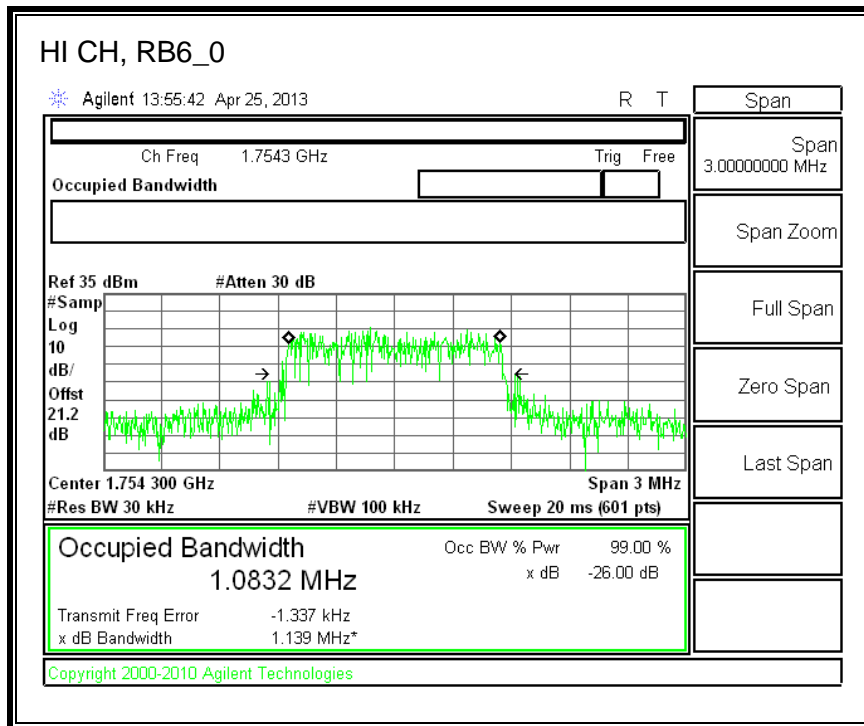 HI CH, RB6_0
Agilent 13:55:42 Apr 25, 2013 R T
Ch Freq 1.7543 GHz Trig Free
Occupied Bandwidth
Ref 35 dBm #Atten 30 dB
#Samp
Log
10
dB/
Offst
21.2
dB
Center 1.754 300 GHz Span 3 MHz
#Res BW 30 kHz #VBW 100 kHz Sweep 20 ms (601 pts)
Occupied Bandwidth Occ BW % Pwr 99.00 %
1.0832 MHz x dB -26.00 dB
Transmit Freq Error -1.337 kHz
x dB Bandwidth 1.139 MHz*
Copyright 2000-2010 Agilent Technologies
Span
Span
3.00000000 MHz
Span Zoom
Full Span
Zero Span
Last Span